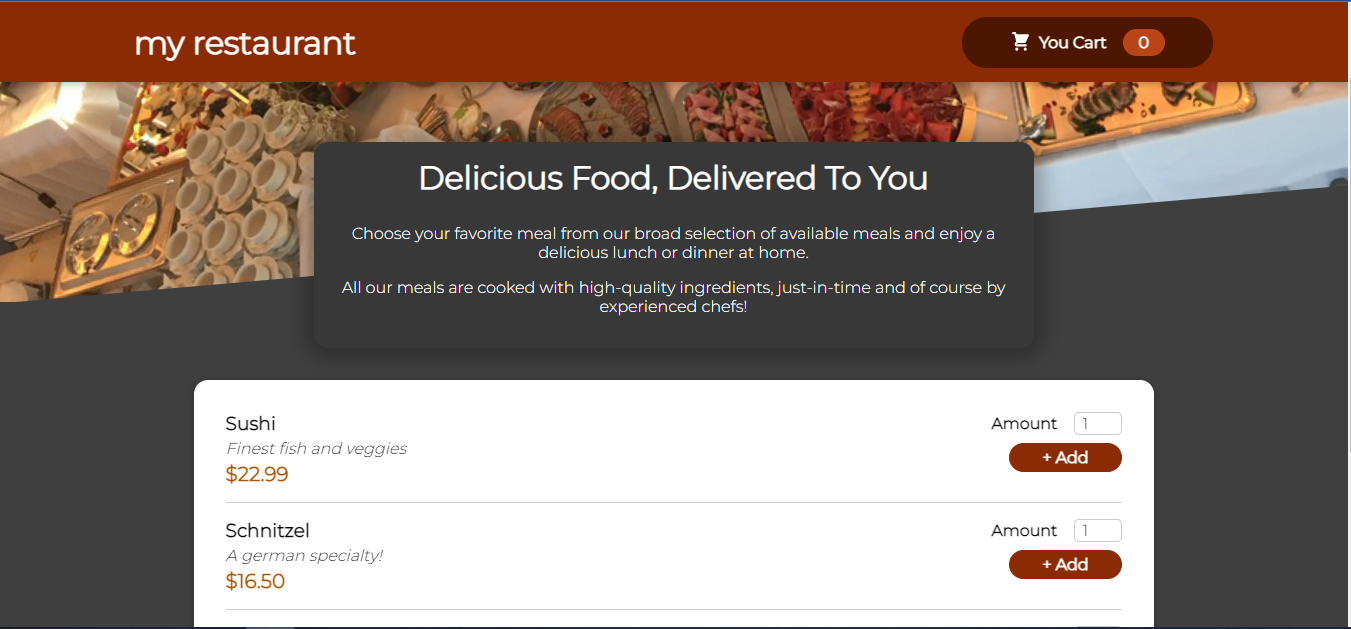 my restaurant
You Cart 0
Delicious Food, Delivered To You
Choose your favorite meal from our broad selection of available meals and enjoy a
delicious lunch or dinner at home.
All our meals are cooked with high-quality ingredients, just-in-time and of course by
experienced chefs!
Sushi
Finest fish and veggies
$22.99
Amount 1
+ Add
Schnitzel
A german specialty!
$16.50
Amount 1
+ Add